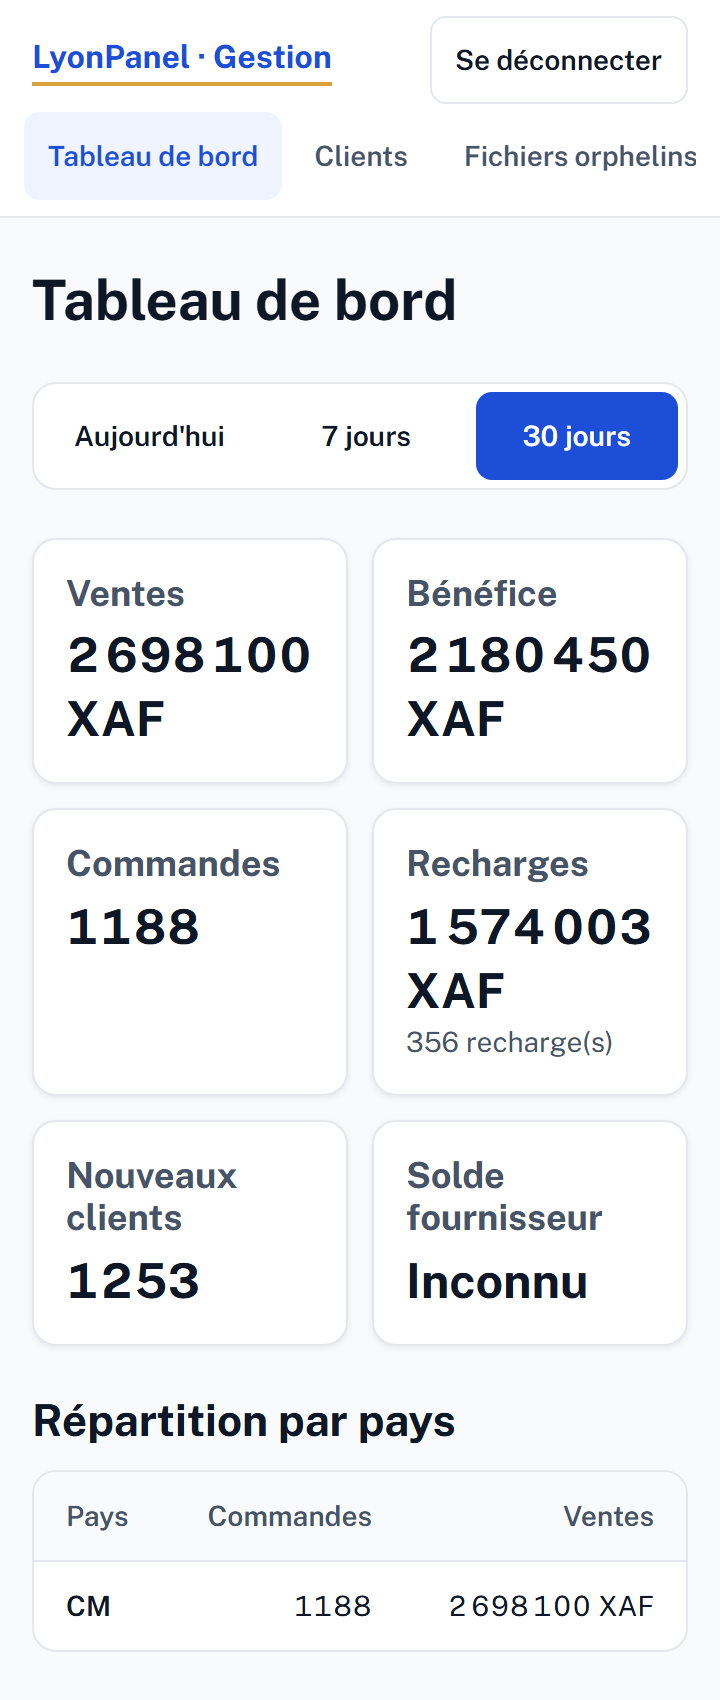 LyonPanel · Gestion
Se déconnecter
Tableau de bord
Clients
Fichiers orphelins
Tableau de bord
Aujourd'hui
7 jours
30 jours
Ventes
2 698 100
XAF
Bénéfice
2 180 450
XAF
Commandes
1188
Recharges
1 574 003
XAF
356 recharge(s)
Nouveaux
clients
1253
Solde
fournisseur
Inconnu
Répartition par pays
Pays Commandes Ventes
CM 1188 2 698 100 XAF